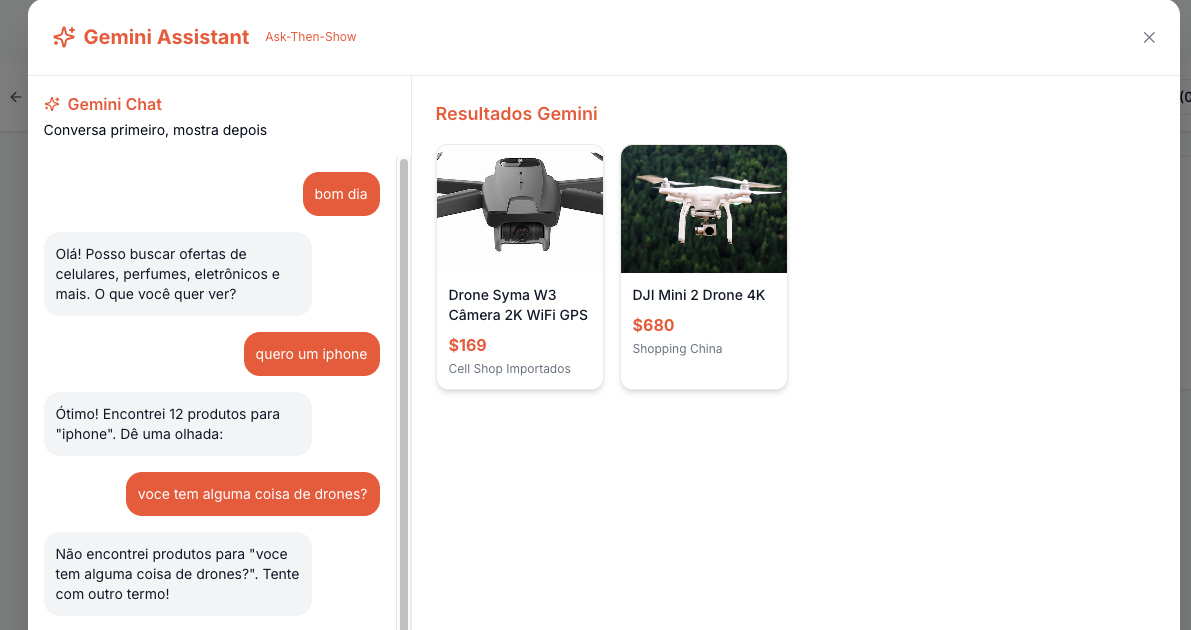 Gemini Assistant
Ask-Then-Show
Gemini Chat
Conversa primeiro, mostra depois
bom dia
Olá! Posso buscar ofertas de
celulares, perfumes, eletrônicos e
mais. O que você quer ver?
quero um iphone
Ótimo! Encontrei 12 produtos para
"iphone". Dê uma olhada:
voce tem alguma coisa de drones?
Não encontrei produtos para "voce
tem alguma coisa de drones?". Tente
com outro termo!
Resultados Gemini
Drone Syma W3
Câmera 2K WiFi GPS
$169
Cell Shop Importados
DJI Mini 2 Drone 4K
$680
Shopping China